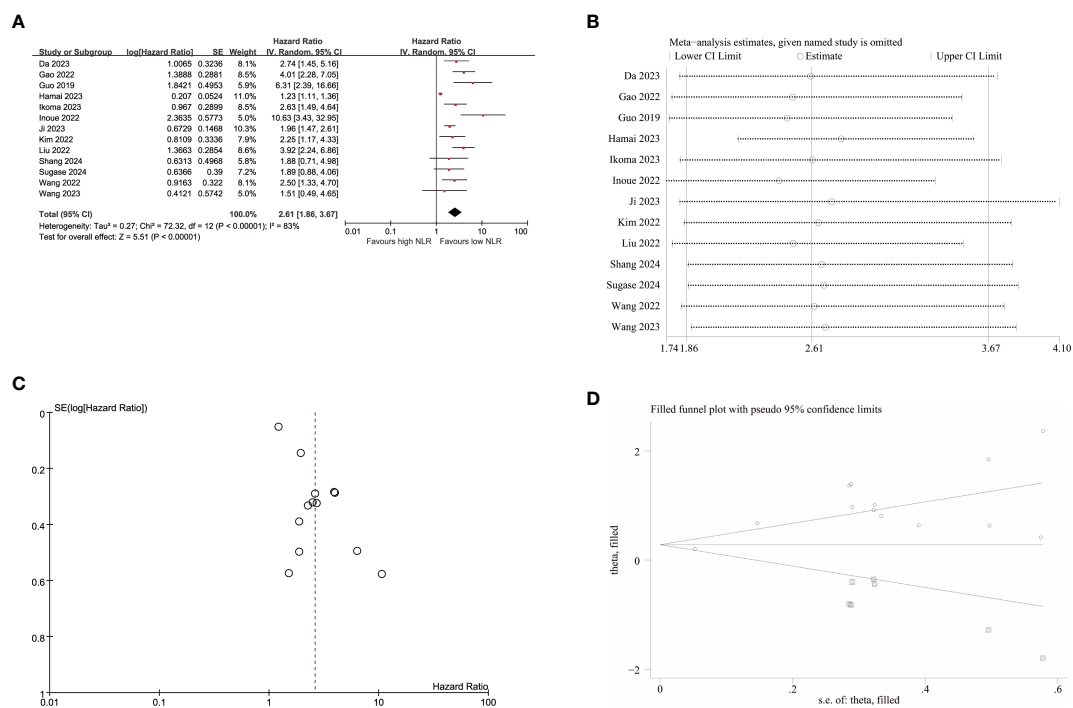 A
Hazard Ratio Hazard Ratio
Study or Subgroup log[Hazard Ratio] SE Weight IV. Random. 95% CI IV. Random. 95% CI
Da 2023 1.0065 0.3236 8.1% 2.74 [1.45, 5.16]
Gao 2022 1.3888 0.2881 8.6% 4.01 [2.28, 7.05]
Guo 2019 1.8421 0.4953 5.9% 6.31 [2.39, 16.66]
Hamai 2023 0.207 0.0524 11.0% 1.23 [1.11, 1.36]
Ikoma 2023 0.967 0.2899 8.5% 2.63 [1.49, 4.64]
Inoue 2022 2.3635 0.5773 5.0% 10.63 [3.43, 32.95]
Ji 2023 0.6729 0.1468 10.3% 1.96 [1.47, 2.61]
Kim 2022 0.8109 0.3336 7.9% 2.25 [1.17, 4.33]
Liu 2022 1.3663 0.2854 8.6% 3.92 [2.24, 6.86]
Shang 2024 0.6313 0.4968 5.8% 1.88 [0.71, 4.98]
Sugase 2024 0.6366 0.39 7.2% 1.89 [0.88, 4.06]
Wang 2022 0.9163 0.322 8.1% 2.50 [1.33, 4.70]
Wang 2023 0.4121 0.5742 5.0% 1.51 [0.49, 4.65]
Total (95% CI) 100.0% 2.61 [1.86, 3.67]
Heterogeneity: Tau² = 0.27; Chi² = 72.32, df = 12 (P < 0.00001); I² = 83%
Test for overall effect: Z = 5.51 (P < 0.00001)
0.01 0.1 1 10 100
Favours high NLR Favours low NLR
B
Meta−analysis estimates, given named study is omitted
Lower CI Limit Estimate Upper CI Limit
Da 2023
Gao 2022
Guo 2019
Hamai 2023
Ikoma 2023
Inoue 2022
Ji 2023
Kim 2022
Liu 2022
Shang 2024
Sugase 2024
Wang 2022
Wang 2023
1.74 1.86 2.61 3.67 4.10
C
SE(log[Hazard Ratio])
0
0.2
0.4
0.6
0.8
1
Hazard Ratio
0.01 0.1 1 10 100
D
Filled funnel plot with pseudo 95% confidence limits
theta, filled
2
0
−2
0 .2 .4 .6
s.e. of: theta, filled